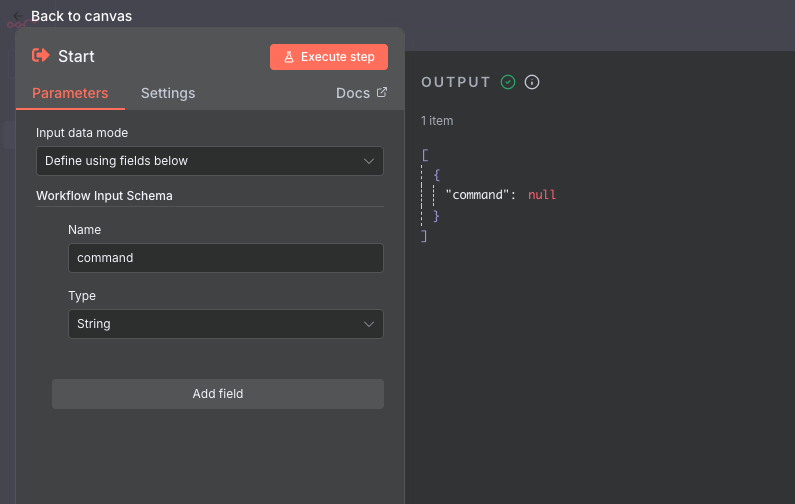 Back to canvas
Start
Execute step
Parameters
Settings
Docs
Input data mode
Define using fields below
Workflow Input Schema
Name
command
Type
String
Add field
OUTPUT
1 item
[
{
"command": null
}
]